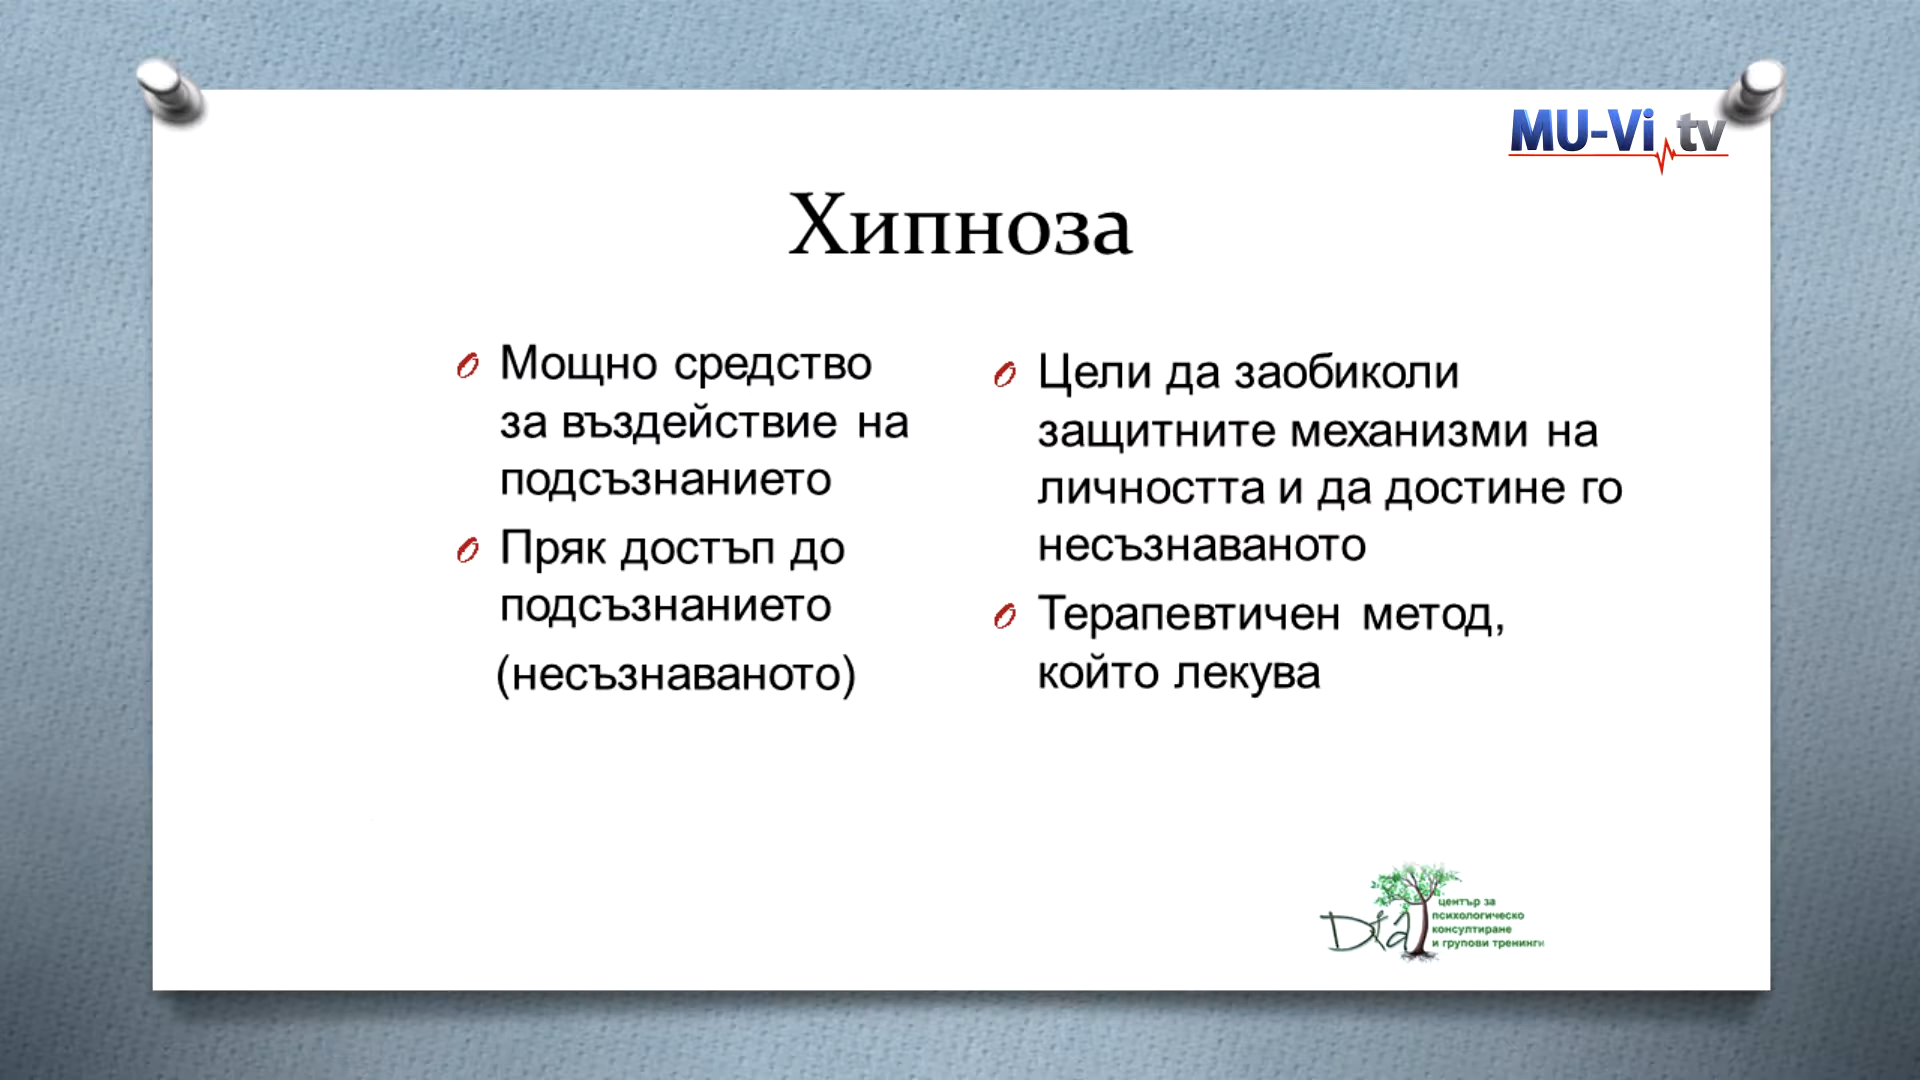 MU-Vi.tv
Хипноза
Мощно средство
за въздействие на
подсъзнанието
Пряк достъп до
подсъзнанието
(несъзнаваното)
Цели да заобиколи
защитните механизми на
личността и да достине го
несъзнаваното
Терапевтичен метод,
който лекува
център за
психологическо
консултиране
и групови тренинги